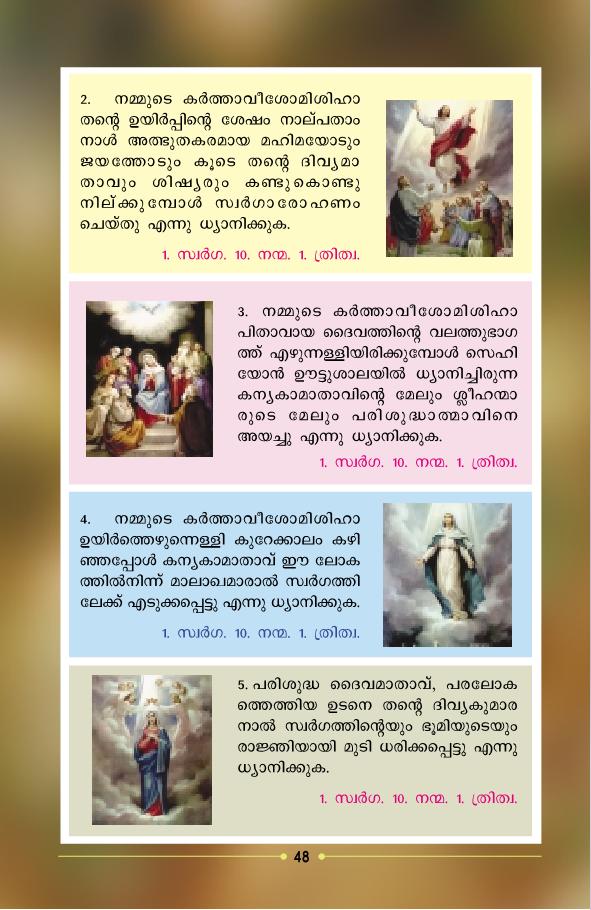 2. നമ്മുടെ കർത്താവീശോമിശിഹാ
തന്റെ ഉയിർപ്പിന്റെ ശേഷം നാല്പതാം
നാൾ അത്ഭുതകരമായ മഹിമയോടും
ജയത്തോടും കൂടെ തന്റെ ദിവ്യമാ
താവും ശിഷ്യരും കണ്ടുകൊണ്ടു
നില്ക്കുമ്പോൾ സ്വർഗാരോഹണം
ചെയ്തു എന്നു ധ്യാനിക്കുക.
1. സ്വർഗ. 10. നന്മ. 1. ത്രിത്വ.
3. നമ്മുടെ കർത്താവീശോമിശിഹാ
പിതാവായ ദൈവത്തിന്റെ വലത്തുഭാഗ
ത്ത് എഴുന്നള്ളിയിരിക്കുമ്പോൾ സെഹി
യോൻ ഊട്ടുശാലയിൽ ധ്യാനിച്ചിരുന്ന
കന്യകാമാതാവിന്റെ മേലും ശ്ലീഹന്മാ
രുടെ മേലും പരിശുദ്ധാത്മാവിനെ
അയച്ചു എന്നു ധ്യാനിക്കുക.
1. സ്വർഗ. 10. നന്മ. 1. ത്രിത്വ.
4. നമ്മുടെ കർത്താവീശോമിശിഹാ
ഉയിർത്തെഴുന്നെള്ളി കുറേക്കാലം കഴി
ഞ്ഞപ്പോൾ കന്യകാമാതാവ് ഈ ലോക
ത്തിൽനിന്ന് മാലാഖമാരാൽ സ്വർഗത്തി
ലേക്ക് എടുക്കപ്പെട്ടു എന്നു ധ്യാനിക്കുക.
1. സ്വർഗ. 10. നന്മ. 1. ത്രിത്വ.
5. പരിശുദ്ധ ദൈവമാതാവ്, പരലോക
ത്തെത്തിയ ഉടനെ തന്റെ ദിവ്യകുമാര
നാൽ സ്വർഗത്തിന്റെയും ഭൂമിയുടെയും
രാജ്ഞിയായി മുടി ധരിക്കപ്പെട്ടു എന്നു
ധ്യാനിക്കുക.
1. സ്വർഗ. 10. നന്മ. 1. ത്രിത്വ.
48